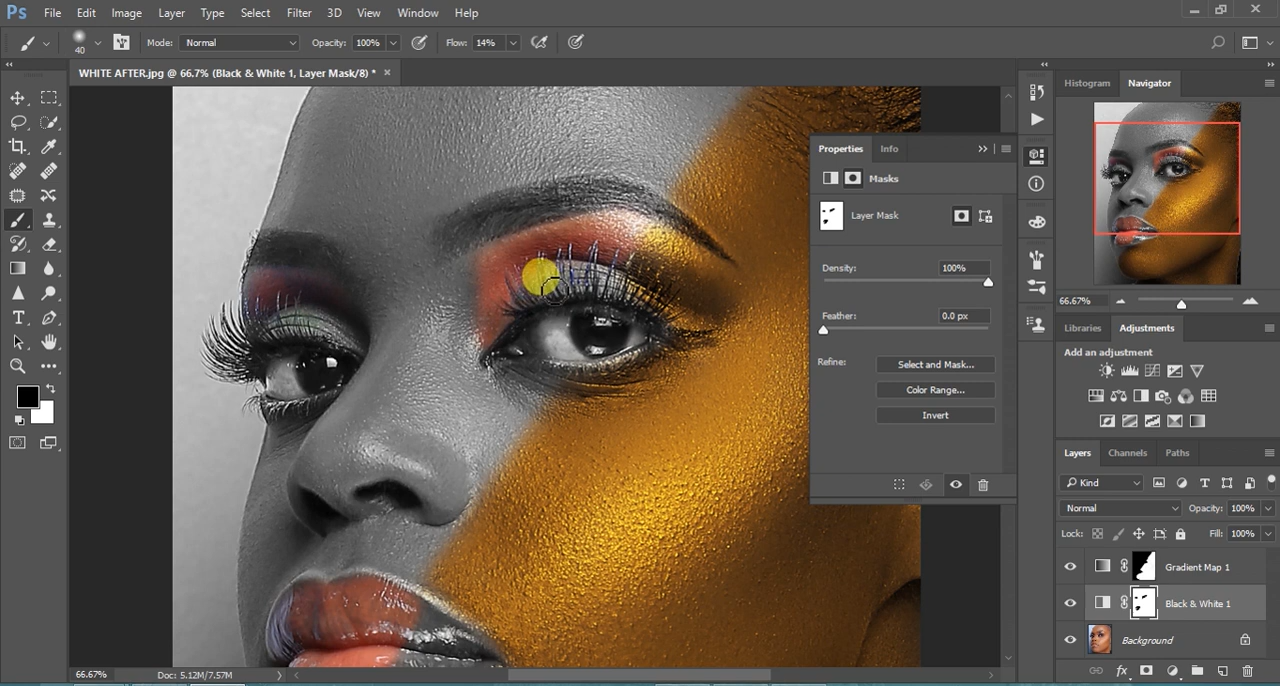 Ps File Edit Image Layer Type Select Filter 3D View Window Help
40 Mode: Normal Opacity: 100% Flow: 14%
WHITE AFTER.jpg @ 66.7% (Black & White 1, Layer Mask/8) * ×
Histogram Navigator
Properties Info
Masks
Layer Mask
Density: 100%
Feather: 0.0 px
Refine: Select and Mask...
Color Range...
Invert
66.67%
Libraries Adjustments
Add an adjustment
Layers Channels Paths
Kind
Normal Opacity: 100%
Lock: Fill: 100%
Gradient Map 1
Black & White 1
Background
66.67% Doc: 5.12M/7.57M